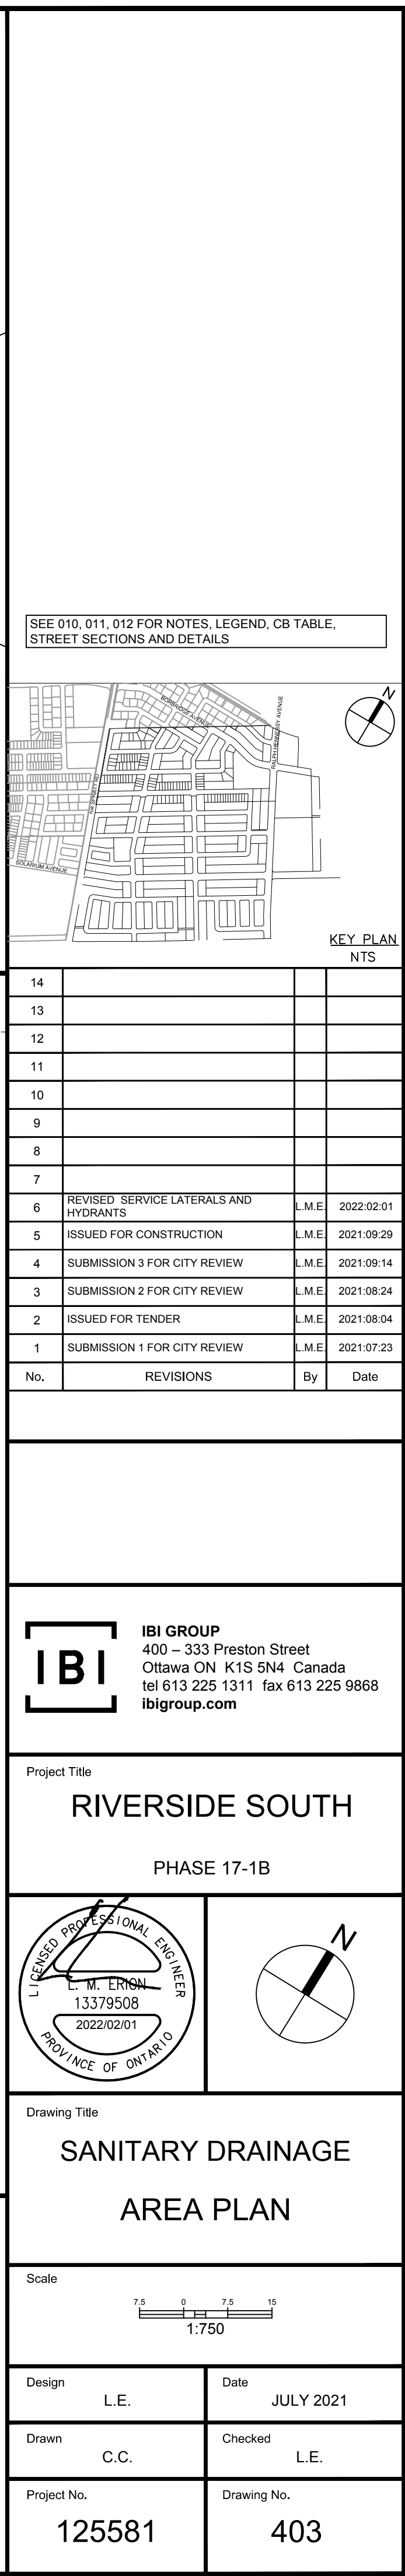 SEE 010, 011, 012 FOR NOTES, LEGEND, CB TABLE,
STREET SECTIONS AND DETAILS
BORBRIDGE AVENUE
RALPH HENNESSY AVENUE
N
SOLARIUM AVENUE
KEY PLAN
NTS
14
13
12
11
10
9
8
7
6 REVISED SERVICE LATERALS AND HYDRANTS L.M.E. 2022:02:01
5 ISSUED FOR CONSTRUCTION L.M.E. 2021:09:29
4 SUBMISSION 3 FOR CITY REVIEW L.M.E. 2021:09:14
3 SUBMISSION 2 FOR CITY REVIEW L.M.E. 2021:08:24
2 ISSUED FOR TENDER L.M.E. 2021:08:04
1 SUBMISSION 1 FOR CITY REVIEW L.M.E. 2021:07:23
No. REVISIONS By Date
IBI
IBI GROUP
400 – 333 Preston Street
Ottawa ON K1S 5N4 Canada
tel 613 225 1311 fax 613 225 9868
ibigroup.com
Project Title
RIVERSIDE SOUTH
PHASE 17-1B
LICENSED PROFESSIONAL ENGINEER
L. M. ERION
13379508
2022/02/01
PROVINCE OF ONTARIO
N
Drawing Title
SANITARY DRAINAGE
AREA PLAN
Scale
7.5 0 7.5 15
1:750
Design Date
L.E. JULY 2021
Drawn Checked
C.C. L.E.
Project No. Drawing No.
125581 403